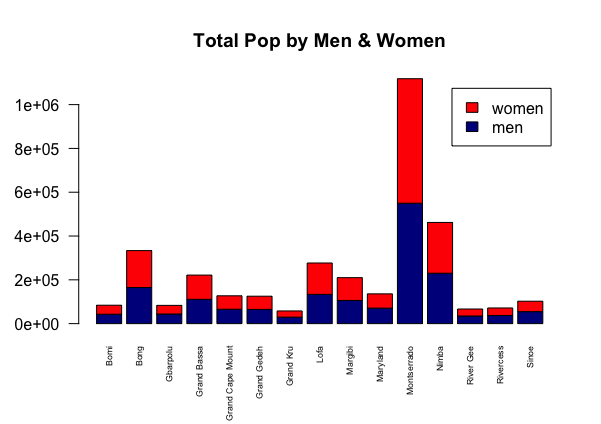 Total Pop by Men & Women
1e+06
8e+05
6e+05
4e+05
2e+05
0e+00
women
men
Bomi
Bong
Gbarpolu
Grand Bassa
Grand Cape Mount
Grand Gedeh
Grand Kru
Lofa
Margibi
Maryland
Montserrado
Nimba
River Gee
Rivercess
Sinoe